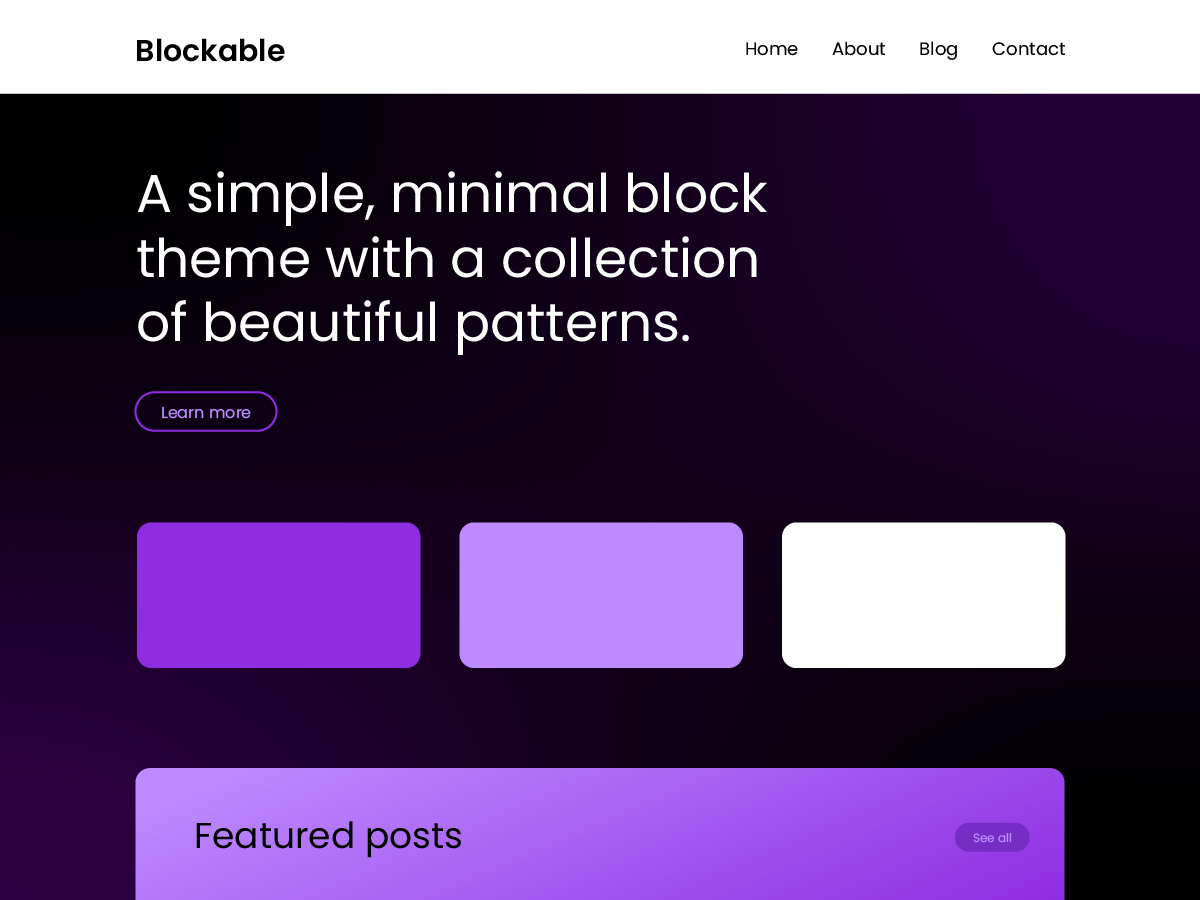 Blockable
Home About Blog Contact
A simple, minimal block
theme with a collection
of beautiful patterns.
Learn more
Featured posts
See all